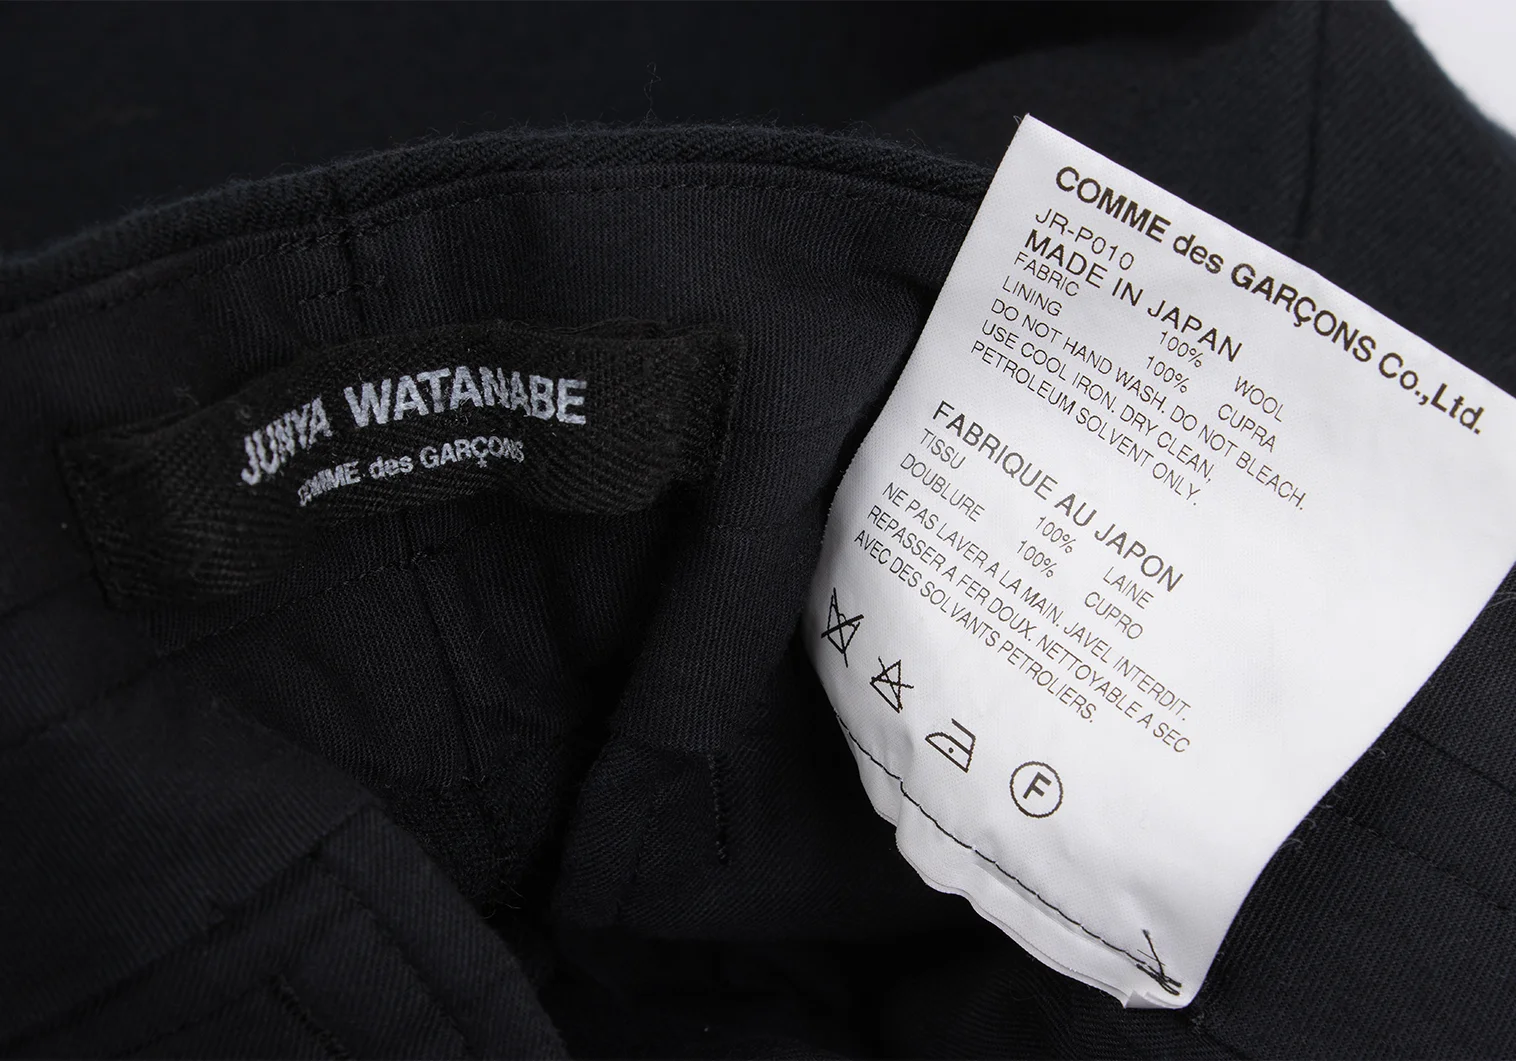 JUNYA WATANABE
COMME des GARÇONS
COMME des GARÇONS Co.,Ltd.
JR-P010
MADE IN JAPAN
FABRIC 100% WOOL
LINING 100% CUPRA
DO NOT HAND WASH, DO NOT BLEACH.
USE COOL IRON. DRY CLEAN,
PETROLEUM SOLVENT ONLY.
FABRIQUE AU JAPON
TISSU 100% LAINE
DOUBLURE 100% CUPRO
NE PAS LAVER A LA MAIN. JAVEL INTERDIT.
REPASSER A FER DOUX. NETTOYABLE A SEC
AVEC DES SOLVANTS PETROLIERS.
F